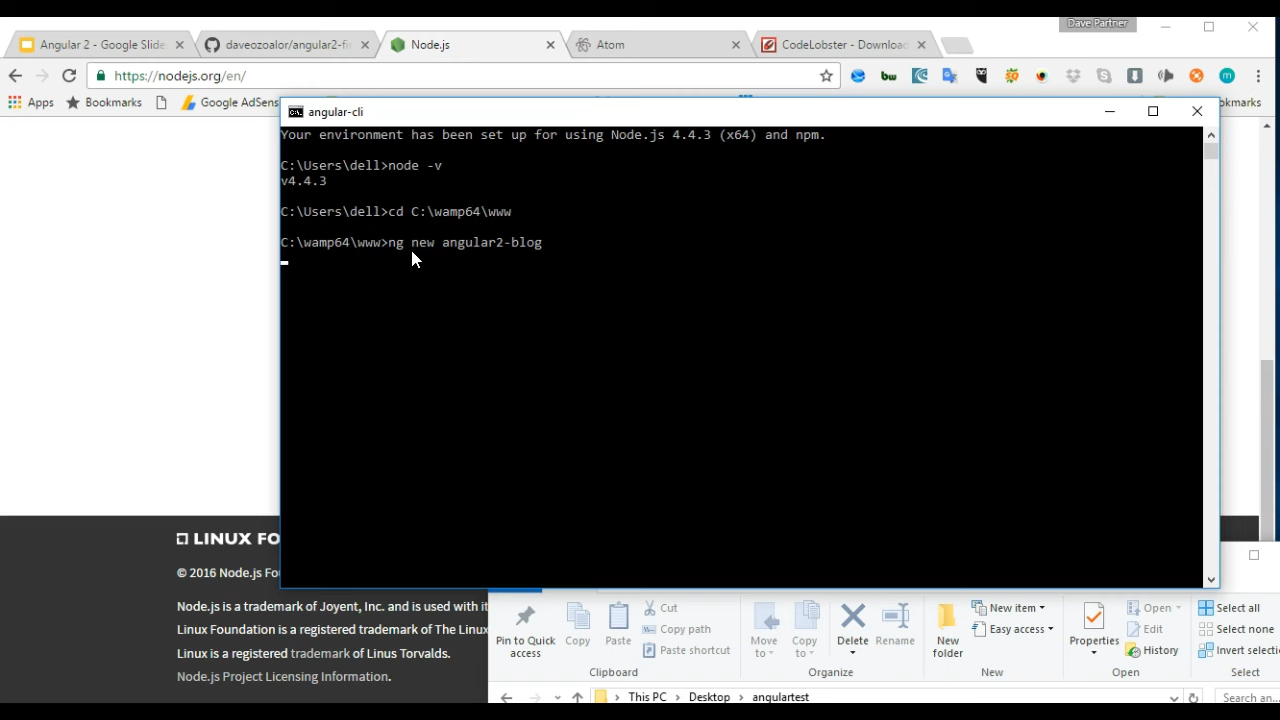 Dave Partner
Angular 2 - Google Slide
daveozoalor/angular2-fi
Node.js
Atom
CodeLobster - Downloa
https://nodejs.org/en/
Apps
Bookmarks
Google AdSens
okmarks
angular-cli
Your environment has been set up for using Node.js 4.4.3 (x64) and npm.
C:\Users\dell>node -v
v4.4.3
C:\Users\dell>cd C:\wamp64\www
C:\wamp64\www>ng new angular2-blog
LINUX FO
© 2016 Node.js Fo
Node.js is a trademark of Joyent, Inc. and is used with it
Linux Foundation is a registered trademark of The Linux
Linux is a registered trademark of Linus Torvalds.
Node.js Project Licensing Information.
Pin to Quick access
Copy
Paste
Cut
Copy path
Paste shortcut
Clipboard
Move to
Copy to
Delete
Rename
Organize
New folder
New item
Easy access
New
Properties
Open
Edit
History
Open
Select all
Select none
Invert selecti
Select
This PC > Desktop > angulartest
Search an...